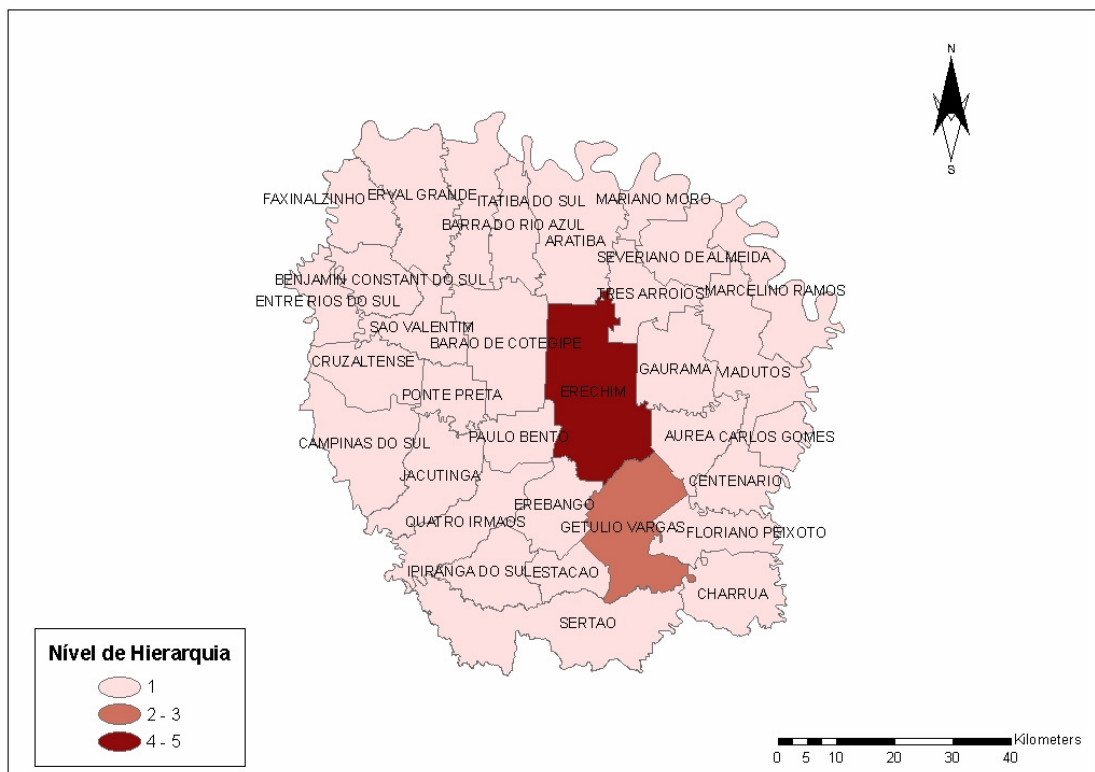 N
S
FAXINALZINHO
ERVAL GRANDE
ITATIBA DO SUL
MARIANO MORO
BARRA DO RIO AZUL
ARATIBA
SEVERIANO DE ALMEIDA
BENJAMIN CONSTANT DO SUL
TRES ARROIOS
MARCELINO RAMOS
ENTRE RIOS DO SUL
SAO VALENTIM
BARAO DE COTEGIPE
CRUZALTENSE
GAURAMA
MADUTOS
PONTE PRETA
ERECHIM
CAMPINAS DO SUL
PAULO BENTO
AUREA
CARLOS GOMES
JACUTINGA
CENTENARIO
EREBANGO
QUATRO IRMAOS
GETULIO VARGAS
FLORIANO PEIXOTO
IPIRANGA DO SUL
ESTACAO
CHARRUA
SERTAO
Nível de Hierarquia
1
2 - 3
4 - 5
Kilometers
0 5 10 20 30 40